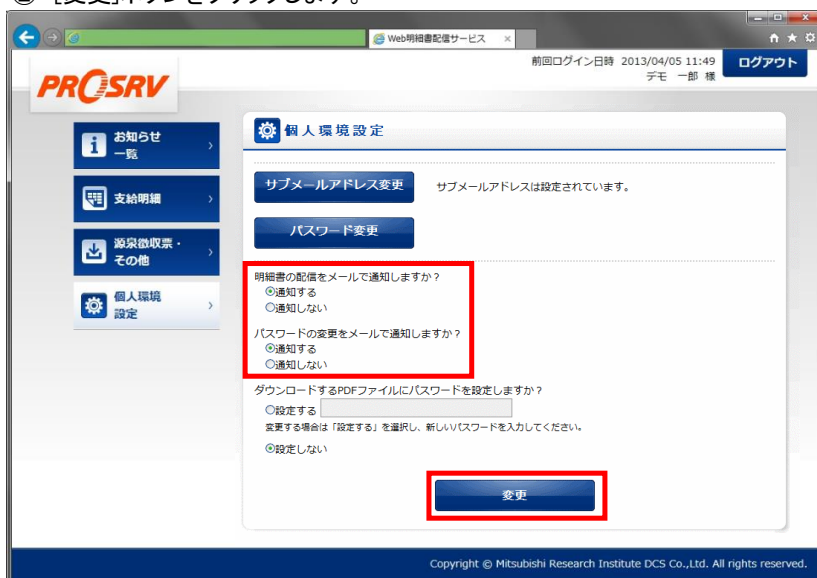 ② [変更]ボタンをクリックします。
Web明細書配信サービス ×
前回ログイン日時 2013/04/05 11:49
デモ 一郎 様
ログアウト
PROSRV
お知らせ
一覧
支給明細
源泉徴収票・
その他
個人環境
設定
個人環境設定
サブメールアドレス変更
サブメールアドレスは設定されています。
パスワード変更
明細書の配信をメールで通知しますか？
通知する
通知しない
パスワードの変更をメールで通知しますか？
通知する
通知しない
ダウンロードするPDFファイルにパスワードを設定しますか？
設定する
変更する場合は「設定する」を選択し、新しいパスワードを入力してください。
設定しない
変更
Copyright © Mitsubishi Research Institute DCS Co.,Ltd. All rights reserved.